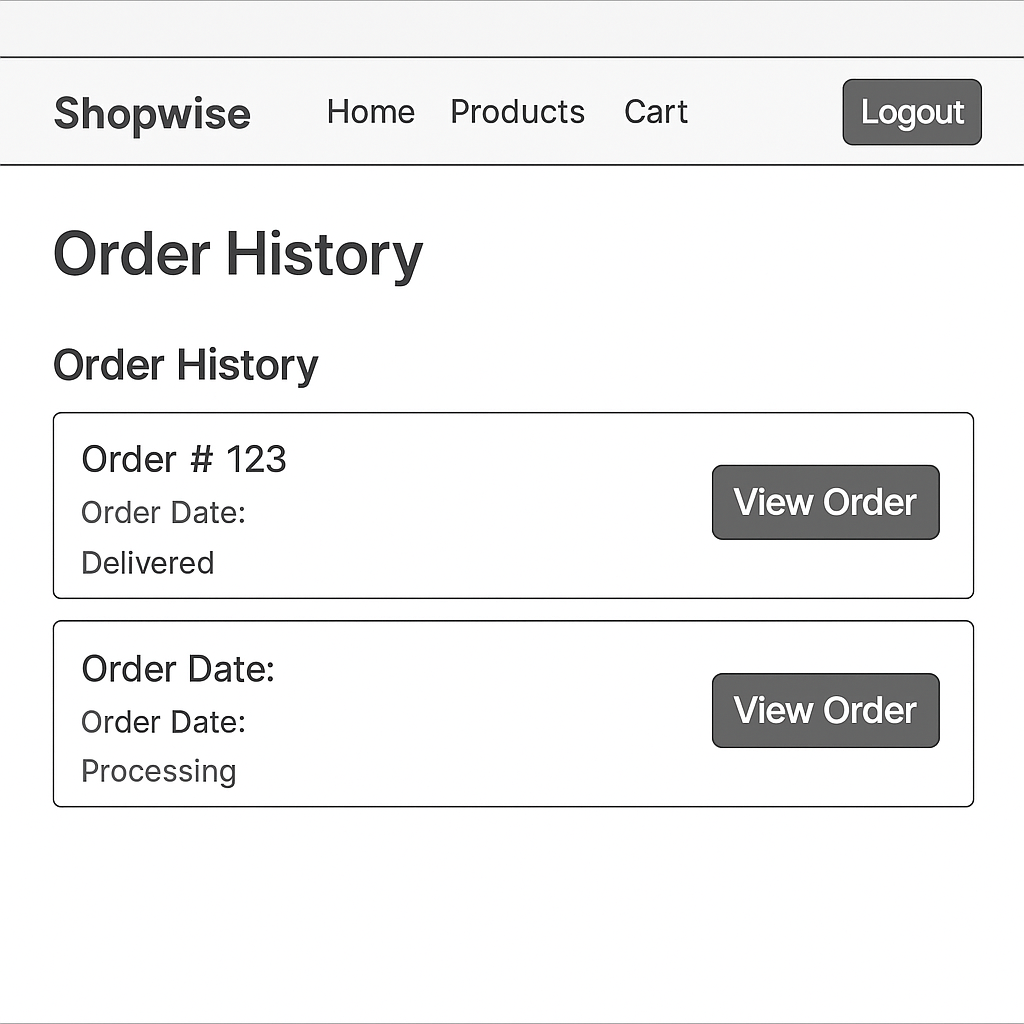 Shopwise Home Products Cart Logout
Order History
Order History
Order # 123
Order Date:
Delivered
View Order
Order Date:
Order Date:
Processing
View Order